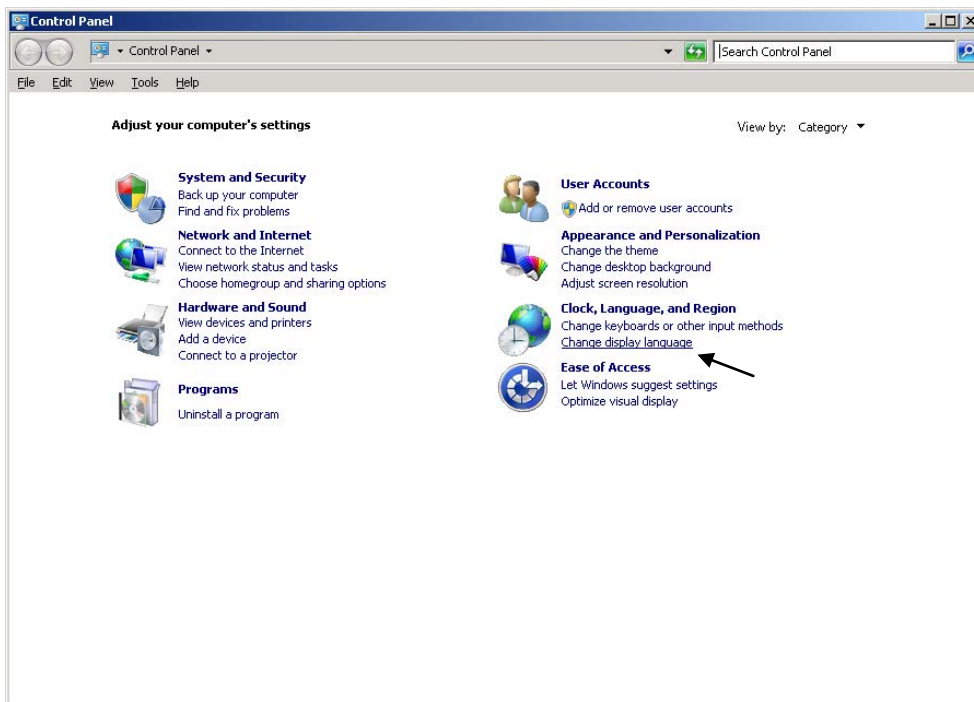 Control Panel
Control Panel
Search Control Panel
File Edit View Tools Help
Adjust your computer's settings
View by: Category
System and Security
Back up your computer
Find and fix problems
Network and Internet
Connect to the Internet
View network status and tasks
Choose homegroup and sharing options
Hardware and Sound
View devices and printers
Add a device
Connect to a projector
Programs
Uninstall a program
User Accounts
Add or remove user accounts
Appearance and Personalization
Change the theme
Change desktop background
Adjust screen resolution
Clock, Language, and Region
Change keyboards or other input methods
Change display language
Ease of Access
Let Windows suggest settings
Optimize visual display